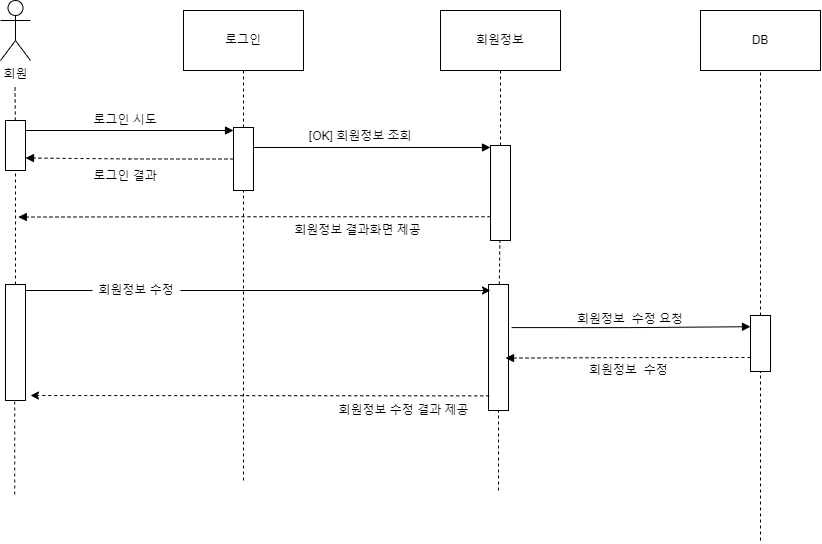 로그인
회원정보
DB
회원
로그인 시도
[OK] 회원정보 조회
로그인 결과
회원정보 결과화면 제공
회원정보 수정
회원정보  수정 요청
회원정보  수정
회원정보 수정 결과 제공